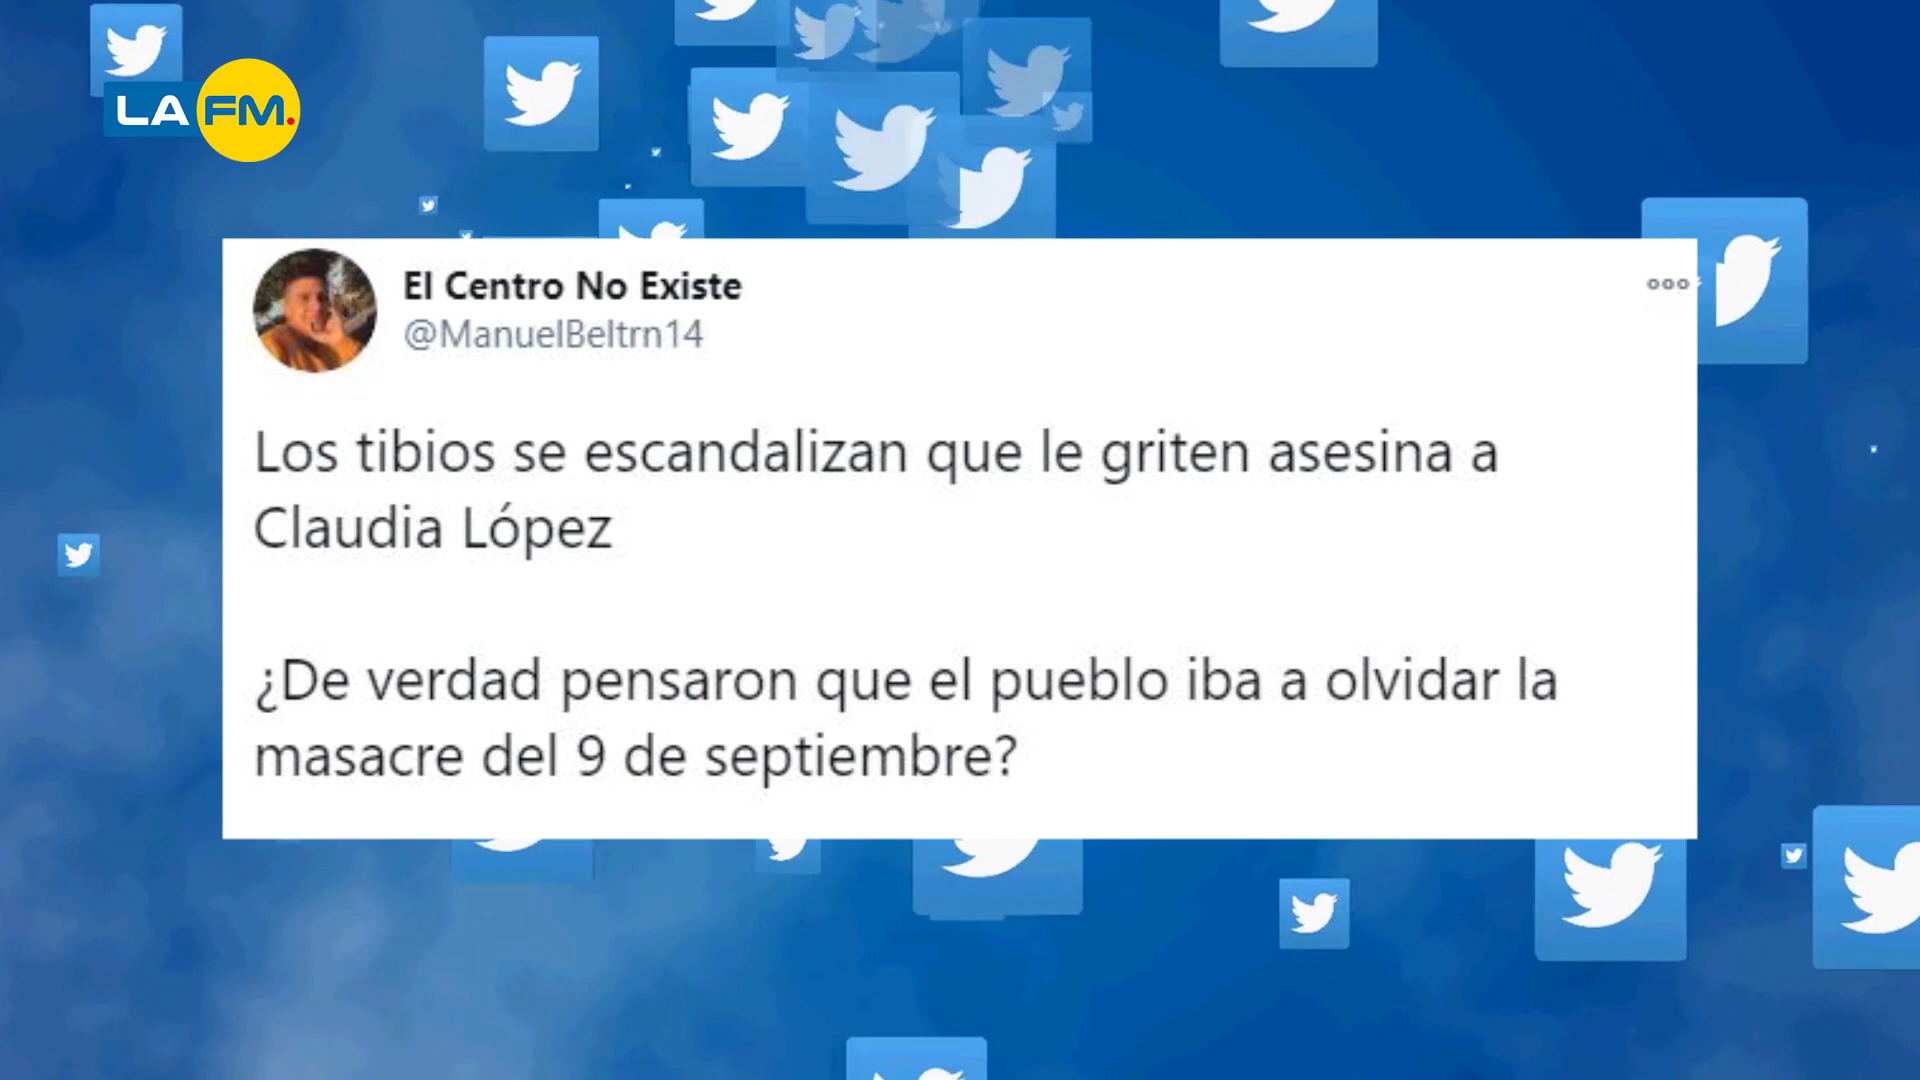 LA FM.
El Centro No Existe
@ManuelBeltrn14
Los tibios se escandalizan que le griten asesina a
Claudia López
¿De verdad pensaron que el pueblo iba a olvidar la
masacre del 9 de septiembre?